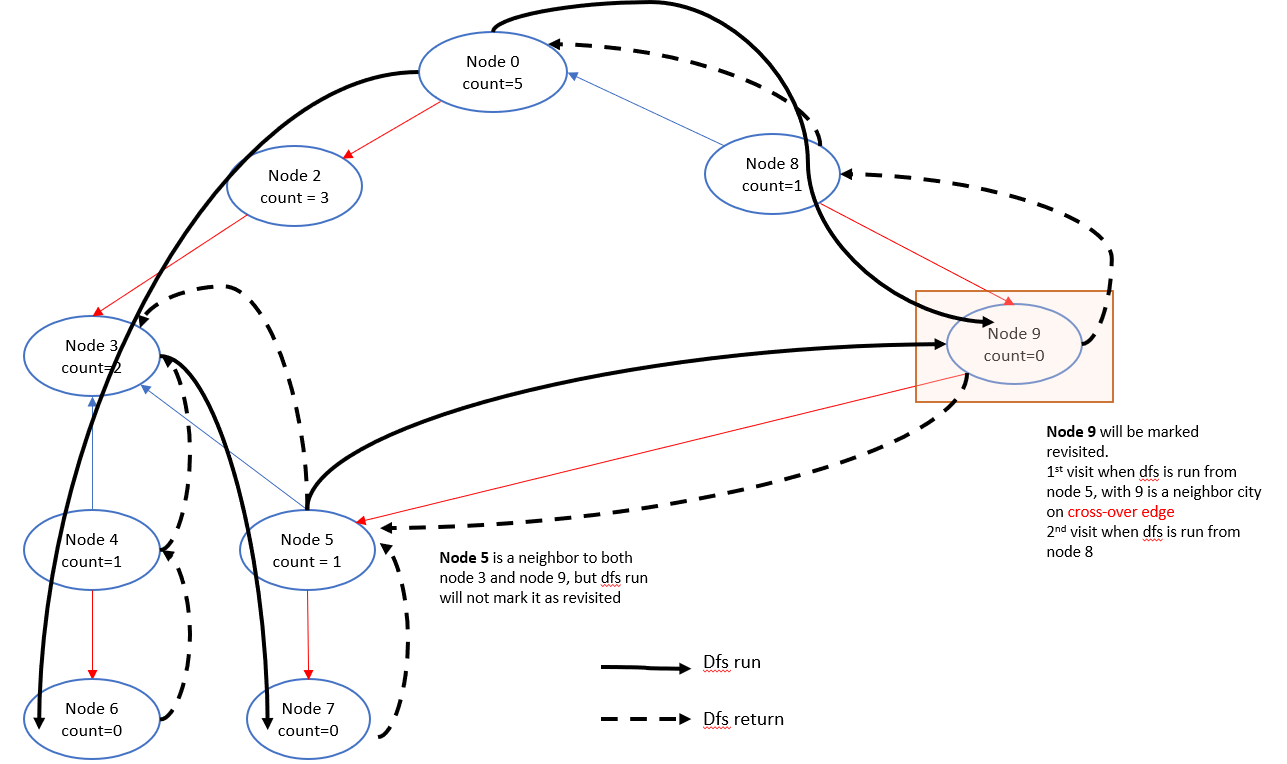 Node 0
count=5
Node 2
count = 3
Node 8
count=1
Node 3
count=2
Node 9
count=0
Node 9 will be marked
revisited.
1st visit when dfs is run from
node 5, with 9 is a neighbor city
on cross-over edge
2nd visit when dfs is run from
node 8
Node 4
count=1
Node 5
count = 1
Node 5 is a neighbor to both
node 3 and node 9, but dfs run
will not mark it as revisited
Dfs run
Node 6
count=0
Node 7
count=0
Dfs return